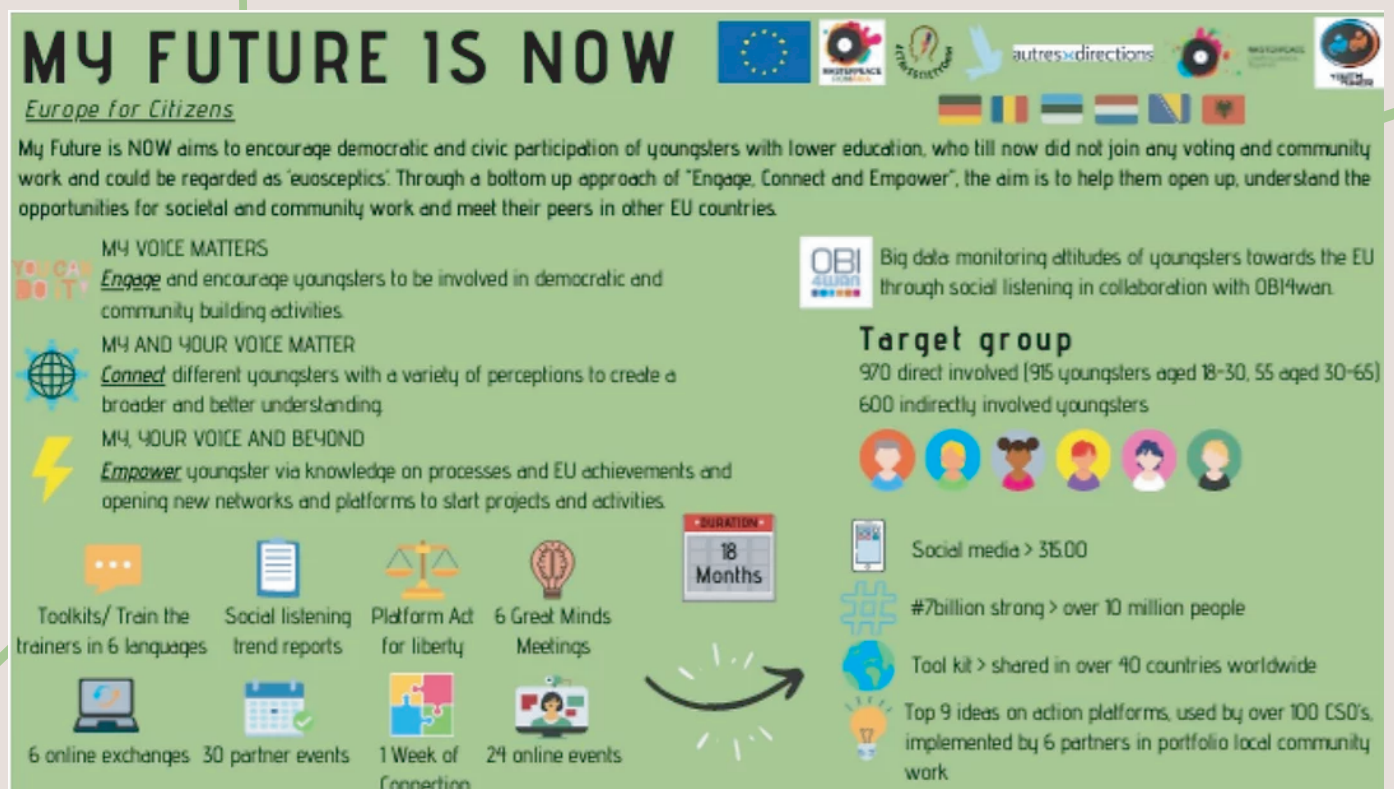 MY FUTURE IS NOW
Europe for Citizens
autresxdirections
MASTERPEACE
My Future is NOW aims to encourage democratic and civic participation of youngsters with lower education, who till now did not join any voting and community
work and could be regarded as 'euosceptics'. Through a bottom up approach of "Engage, Connect and Empower", the aim is to help them open up, understand the
opportunities for societal and community work and meet their peers in other EU countries.
YOU CAN
DO IT
MY VOICE MATTERS
Engage and encourage youngsters to be involved in democratic and
community building activities.
MY AND YOUR VOICE MATTER
Connect different youngsters with a variety of perceptions to create a
broader and better understanding
MY, YOUR VOICE AND BEYOND
Empower youngster via knowledge on processes and EU achievements and
opening new networks and platforms to start projects and activities.
OBI
4wan
Big data monitoring attitudes of youngsters towards the EU
through social listening in collaboration with OBI4wan.
Target group
970 direct involved (915 youngsters aged 18-30, 55 aged 30-65)
600 indirectly involved youngsters
DURATION
18
Months
Toolkits/ Train the
trainers in 6 languages
Social listening
trend reports
Platform Act
for liberty
6 Great Minds
Meetings
6 online exchanges
30 partner events
1 Week of
Connection
24 online events
Social media > 315.00
#7billion strong > over 10 million people
Tool kit > shared in over 40 countries worldwide
Top 9 ideas on action platforms, used by over 100 CSO's,
implemented by 6 partners in portfolio local community
work